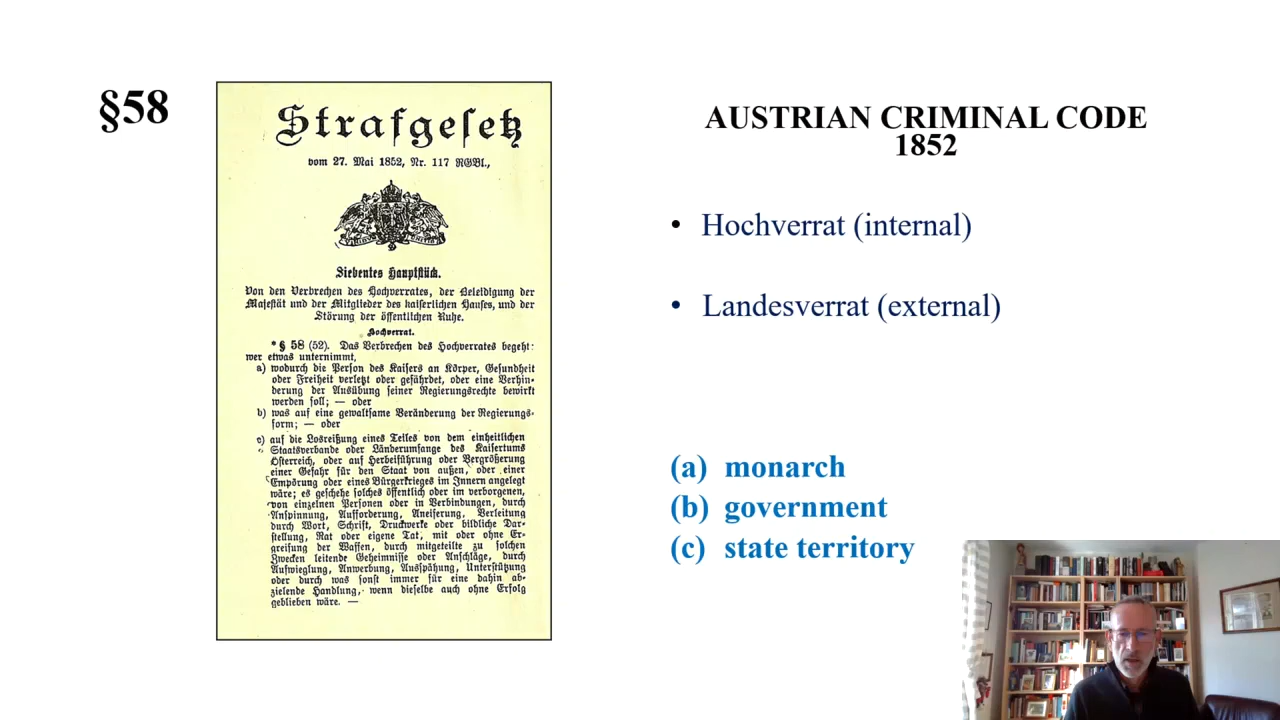 §58
Strafgesetz
vom 27. Mai 1852, Nr. 117 RGBl.,
Siebentes Hauptstück.
Von den Verbrechen des Hochverrates, der Beleidigung der
Majestät und der Mitglieder des kaiserlichen Hauses, und der
Störung der öffentlichen Ruhe.
Hochverrat.
* § 58 (52). Das Verbrechen des Hochverrates begeht:
wer etwas unternimmt,
a) wodurch die Person des Kaisers an Körper, Gesundheit
oder Freiheit verletzt oder gefährdet, oder eine Verhin-
derung der Ausübung seiner Regierungsrechte bewirkt
werden soll; — oder
b) was auf eine gewaltsame Veränderung der Regierungs-
form; — oder
c) auf die Losreißung eines Teiles von dem einheitlichen
Staatsverbande oder Länderumfange des Kaisertums
Österreich, oder auf Herbeiführung oder Vergrößerung
einer Gefahr für den Staat von außen, oder einer
Empörung oder eines Bürgerkrieges im Innern angelegt
wäre; es geschehe solches öffentlich oder im verborgenen,
von einzelnen Personen oder in Verbindungen, durch
Anspinnung, Aufforderung, Aneiferung, Verleitung
durch Wort, Schrift, Druckwerke oder bildliche Dar-
stellung, Rat oder eigene Tat, mit oder ohne Er-
greifung der Waffen, durch mitgeteilte zu solchen
Zwecken leitende Geheimnisse oder Anschläge, durch
Aufwieglung, Anwerbung, Ausspähung, Unterstützung
oder durch was sonst immer für eine dahin ab-
zielende Handlung, wenn dieselbe auch ohne Erfolg
geblieben wäre. —
AUSTRIAN CRIMINAL CODE
1852
• Hochverrat (internal)
• Landesverrat (external)
(a) monarch
(b) government
(c) state territory